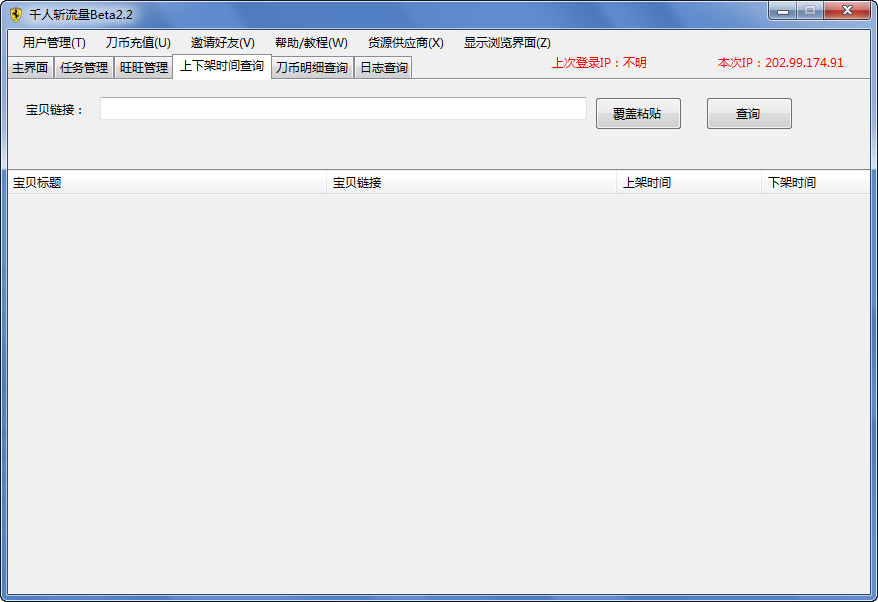 千人斩流量Beta2.2
用户管理(T) 刀币充值(U) 邀请好友(V) 帮助/教程(W) 货源供应商(X) 显示浏览界面(Z)
上次登录IP：不明 本次IP：202.99.174.91
主界面 任务管理 旺旺管理 上下架时间查询 刀币明细查询 日志查询
宝贝链接： 覆盖粘贴 查询
宝贝标题 宝贝链接 上架时间 下架时间